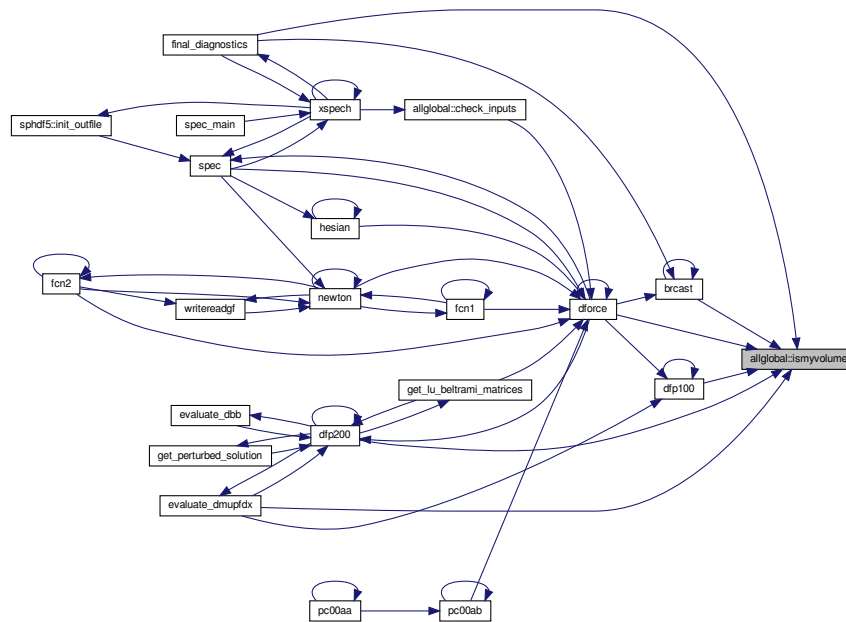 final_diagnostics
xspech
allglobal::check_inputs
sphdf5::init_outfile
spec_main
spec
hesian
fcn2
writereadgf
newton
fcn1
dforce
brcast
allglobal::ismyvolume
dfp100
get_lu_beltrami_matrices
evaluate_dbb
dfp200
get_perturbed_solution
evaluate_dmupfdx
pc00aa
pc00ab